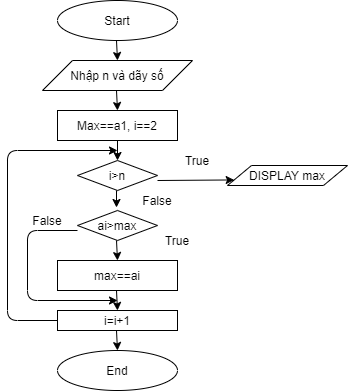 Start
Nhập n và dãy số
Max==a1, i==2
True
i>n
DISPLAY max
False
False
ai>max
True
max==ai
i=i+1
End